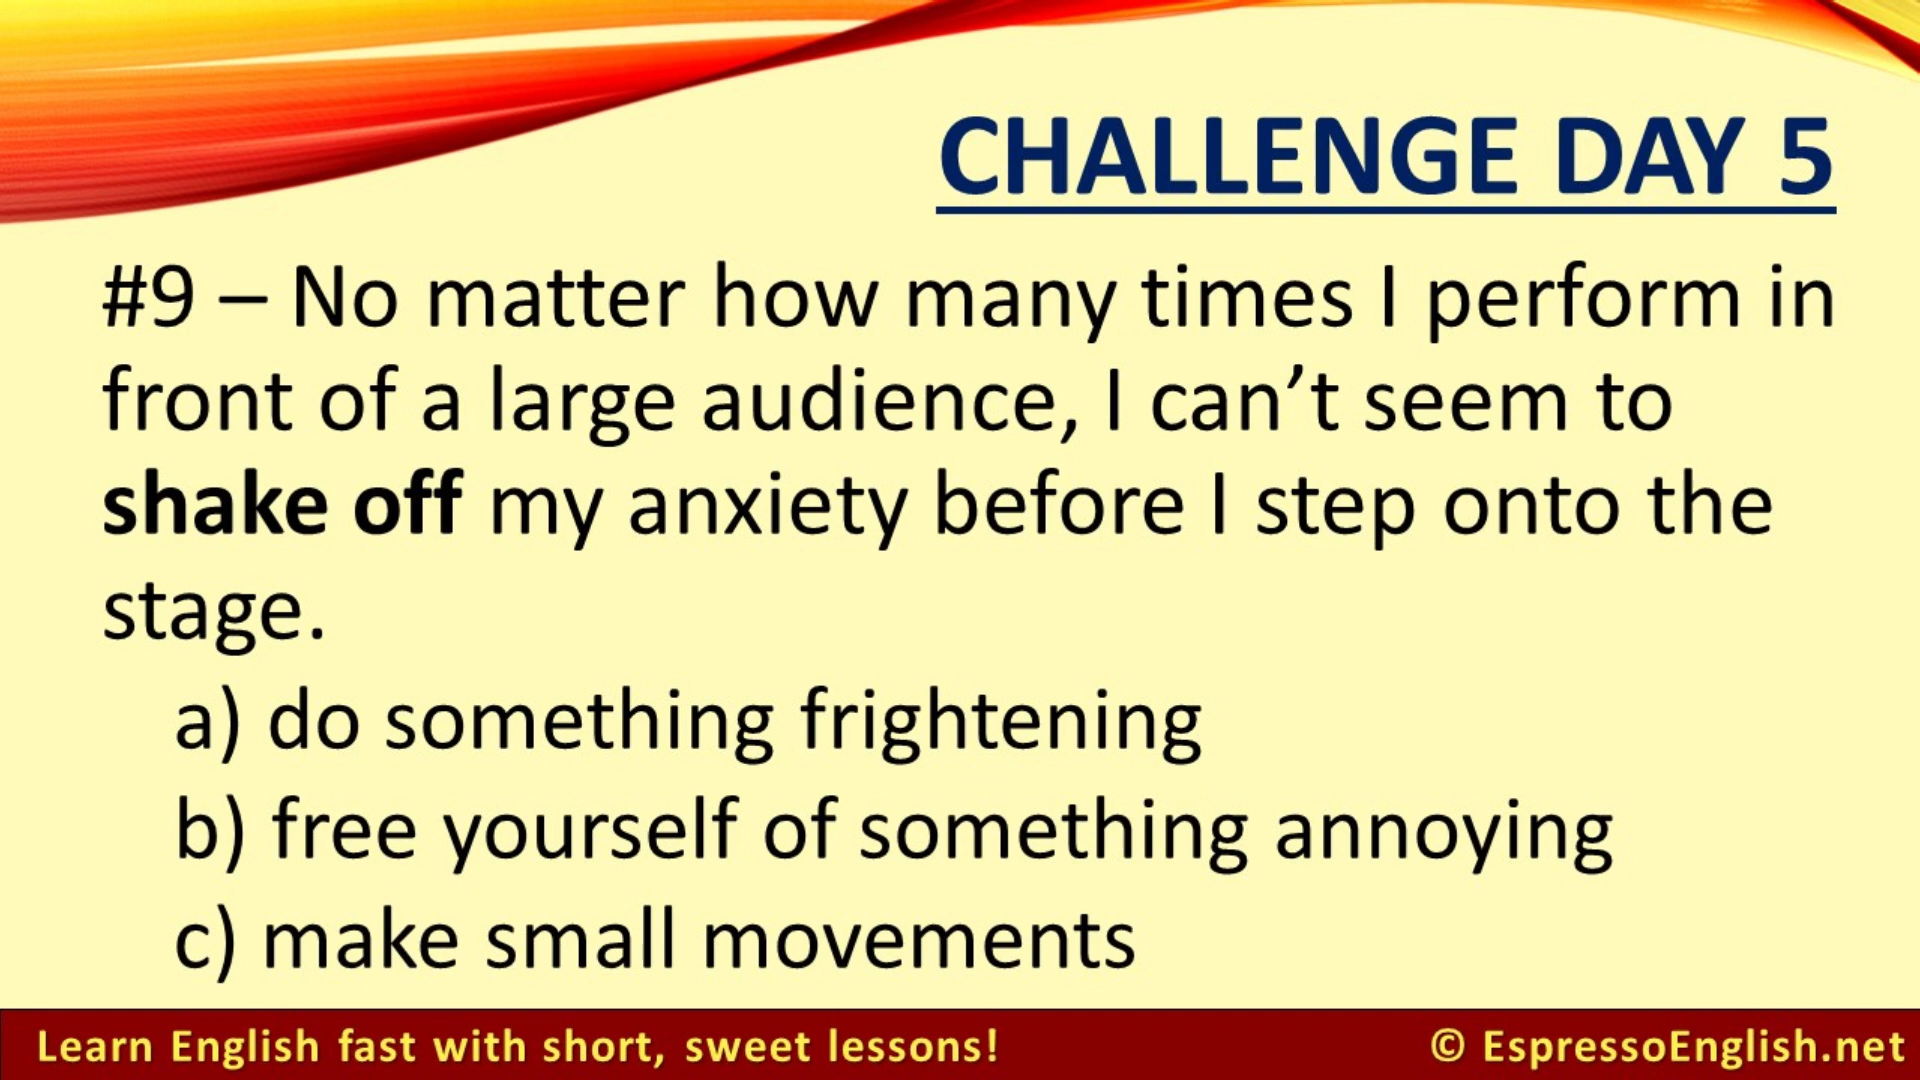 CHALLENGE DAY 5
#9 – No matter how many times I perform in
front of a large audience, I can’t seem to
shake off my anxiety before I step onto the
stage.
a) do something frightening
b) free yourself of something annoying
c) make small movements
Learn English fast with short, sweet lessons!
© EspressoEnglish.net